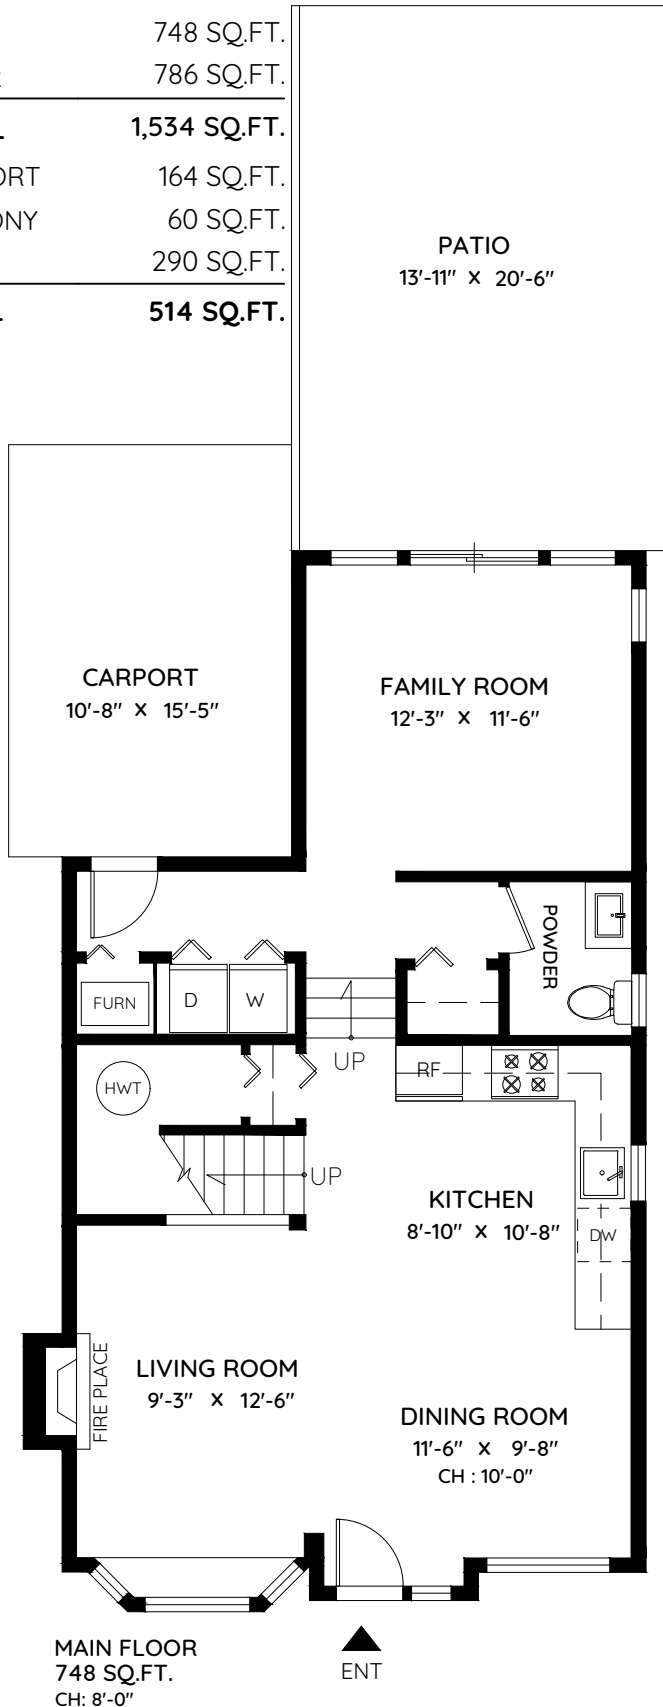 748 SQ.FT.
786 SQ.FT.
1,534 SQ.FT.
164 SQ.FT.
60 SQ.FT.
290 SQ.FT.
514 SQ.FT.
PATIO
13'-11" X 20'-6"
CARPORT
10'-8" X 15'-5"
FAMILY ROOM
12'-3" X 11'-6"
POWDER
FURN
D
W
UP
RF
HWT
UP
KITCHEN
8'-10" X 10'-8"
DW
FIRE PLACE
LIVING ROOM
9'-3" X 12'-6"
DINING ROOM
11'-6" X 9'-8"
CH : 10'-0"
MAIN FLOOR
748 SQ.FT.
CH: 8'-0"
ENT